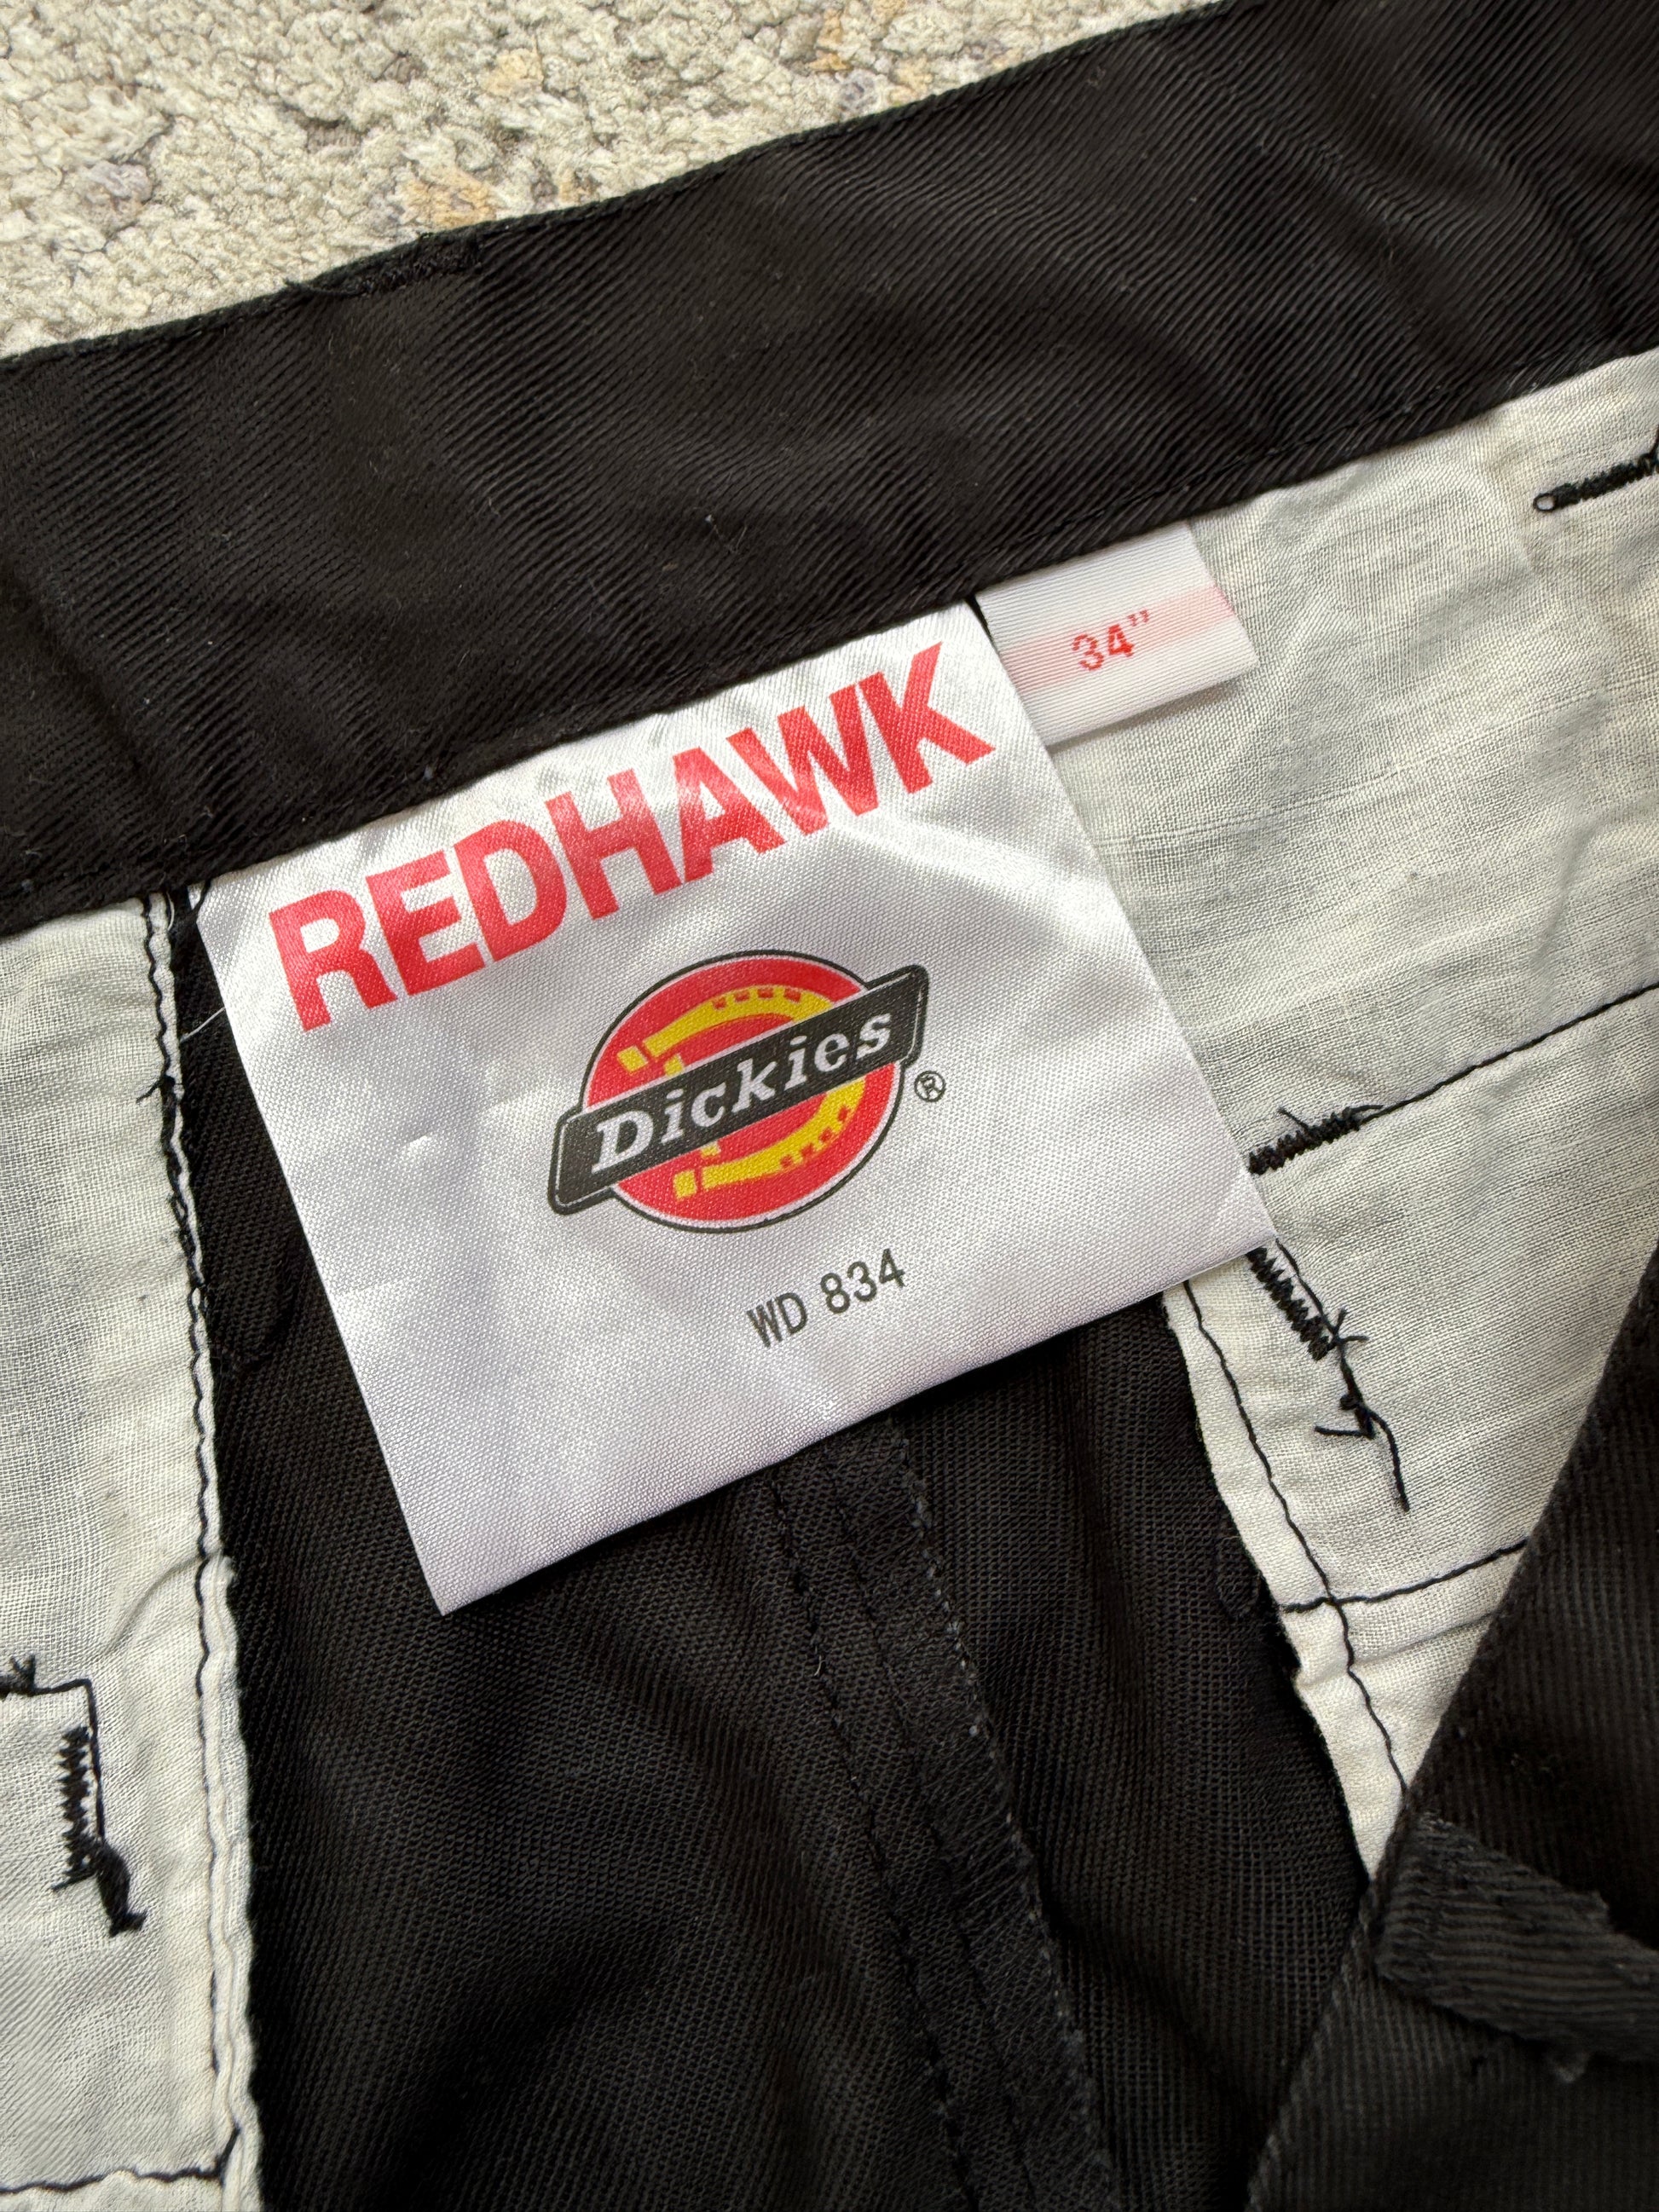 34"
REDHAWK
Dickies®
WD 834